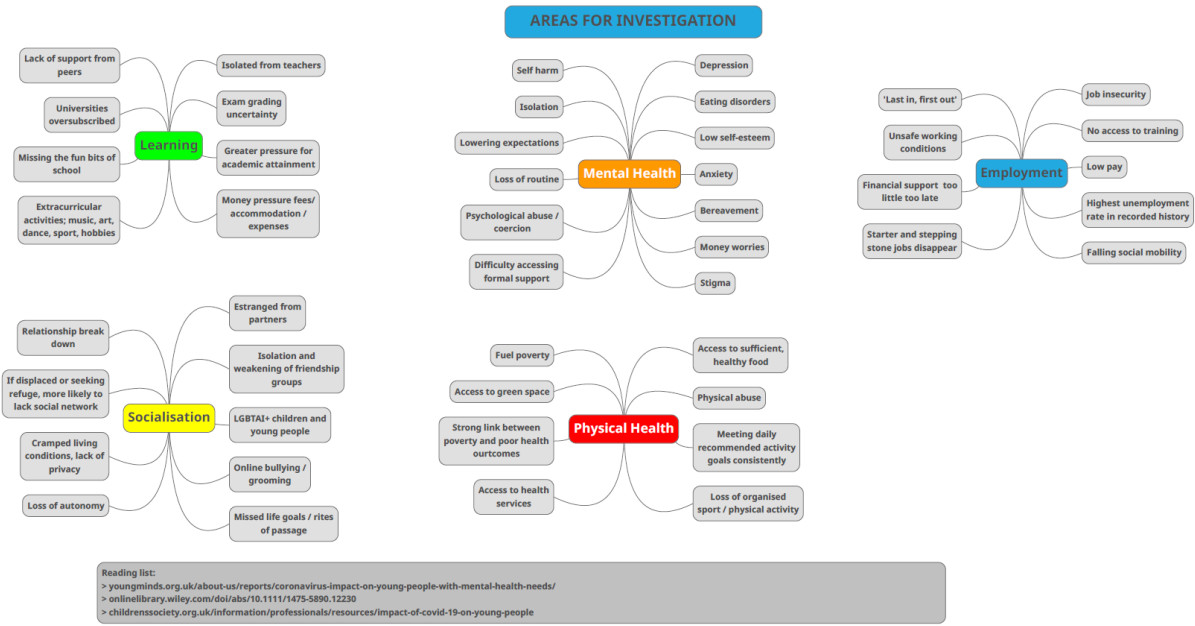 AREAS FOR INVESTIGATION
Lack of support from
peers
Universities
oversubscribed
Missing the fun bits of
school
Extracurricular
activities; music, art,
dance, sport, hobbies
Learning
Isolated from teachers
Exam grading
uncertainty
Greater pressure for
academic attainment
Money pressure fees/
accommodation /
expenses
Self harm
Isolation
Lowering expectations
Loss of routine
Psychological abuse /
coercion
Difficulty accessing
formal support
Mental Health
Depression
Eating disorders
Low self-esteem
Anxiety
Bereavement
Money worries
Stigma
'Last in, first out'
Unsafe working
conditions
Financial support  too
little too late
Starter and stepping
stone jobs disappear
Employment
Job insecurity
No access to training
Low pay
Highest unemployment
rate in recorded history
Falling social mobility
Relationship break
down
If displaced or seeking
refuge, more likely to
lack social network
Cramped living
conditions, lack of
privacy
Loss of autonomy
Socialisation
Estranged from
partners
Isolation and
weakening of friendship
groups
LGBTAI+ children and
young people
Online bullying /
grooming
Missed life goals / rites
of passage
Fuel poverty
Access to green space
Strong link between
poverty and poor health
ourtcomes
Access to health
services
Physical Health
Access to sufficient,
healthy food
Physical abuse
Meeting daily
recommended activity
goals consistently
Loss of organised
sport / physical activity
Reading list:
> youngminds.org.uk/about-us/reports/coronavirus-impact-on-young-people-with-mental-health-needs/
> onlinelibrary.wiley.com/doi/abs/10.1111/1475-5890.12230
> childrenssociety.org.uk/information/professionals/resources/impact-of-covid-19-on-young-people